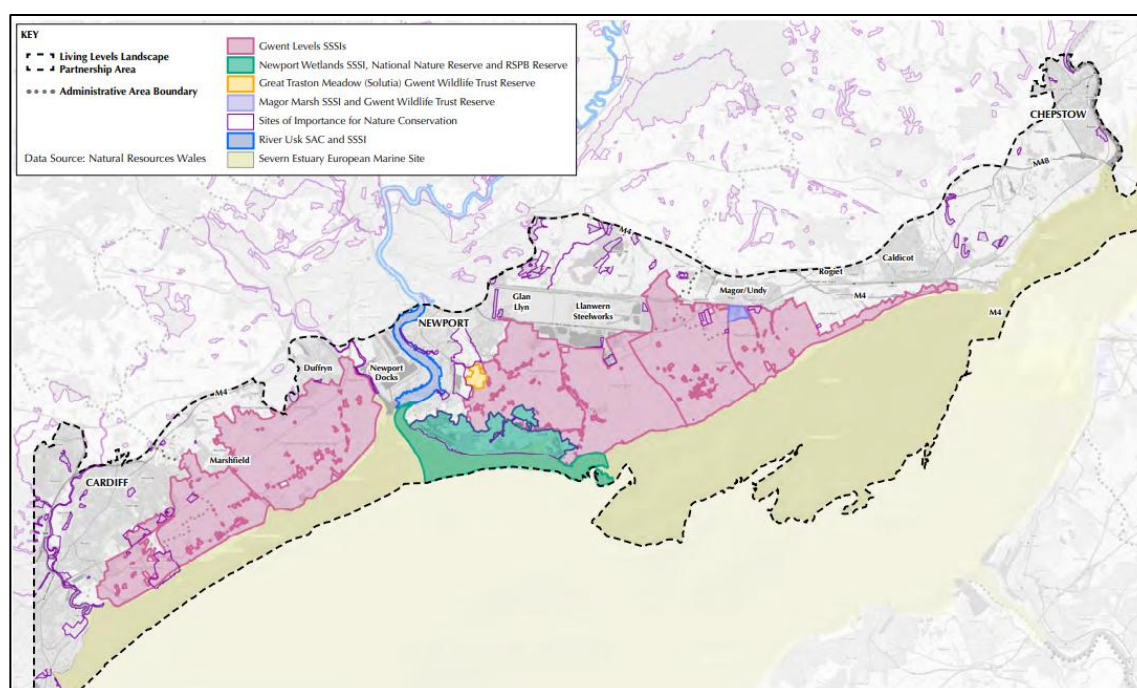 KEY
Living Levels Landscape
Partnership Area
Administrative Area Boundary
Data Source: Natural Resources Wales
Gwent Levels SSSIs
Newport Wetlands SSSI, National Nature Reserve and RSPB Reserve
Great Traston Meadow (Solutia) Gwent Wildlife Trust Reserve
Magor Marsh SSSI and Gwent Wildlife Trust Reserve
Sites of Importance for Nature Conservation
River Usk SAC and SSSI
Severn Estuary European Marine Site
CHEPSTOW
M48
M4
Caldicot
Rogiet
Magor/Undy
M4
M4
Glan
Llyn
Llanwern
Steelworks
NEWPORT
Newport
Docks
Duffryn
M4
Marshfield
CARDIFF